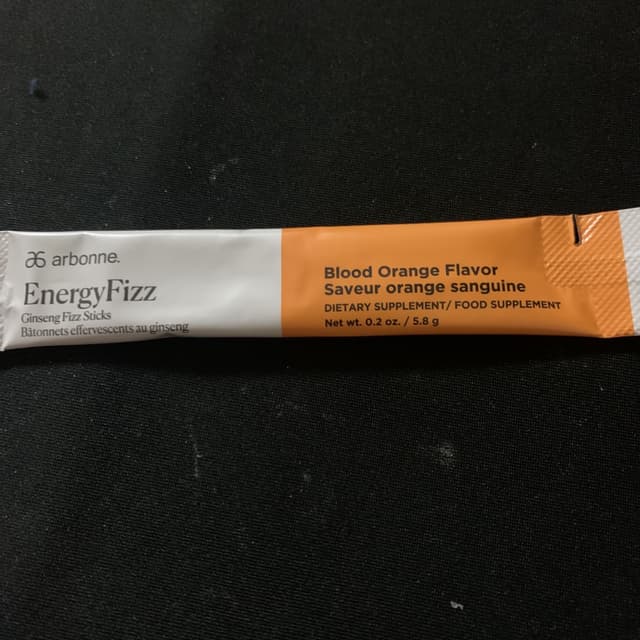 arbonne.
EnergyFizz
Ginseng Fizz Sticks
Bâtonnets effervescents au ginseng
Blood Orange Flavor
Saveur orange sanguine
DIETARY SUPPLEMENT/ FOOD SUPPLEMENT
Net wt. 0.2 oz. / 5.8 g